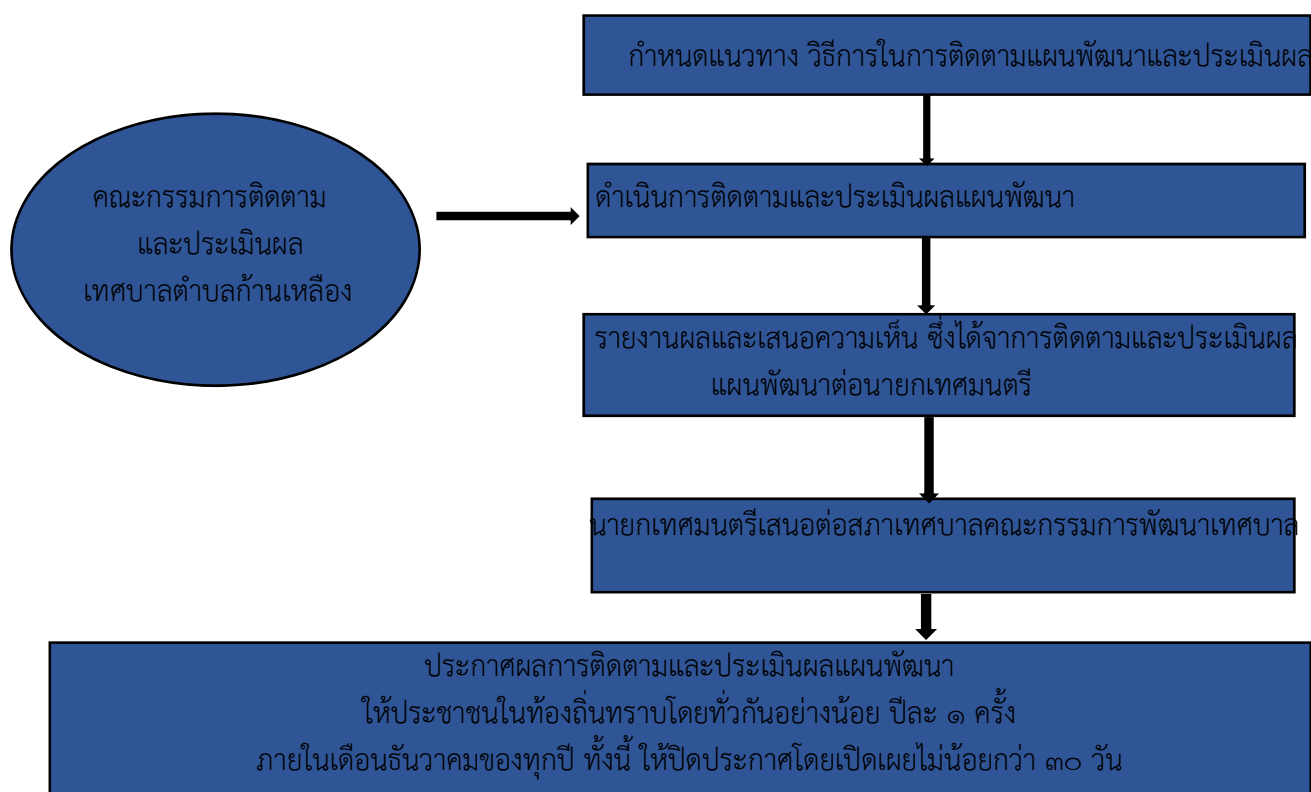 กำหนดแนวทาง วิธีการในการติดตามแผนพัฒนาและประเมินผล
คณะกรรมการติดตาม
และประเมินผล
เทศบาลตำบลก้านเหลือง
ดำเนินการติดตามและประเมินผลแผนพัฒนา
รายงานผลและเสนอความเห็น ซึ่งได้จาการติดตามและประเมินผล
แผนพัฒนาต่อนายกเทศมนตรี
นายกเทศมนตรีเสนอต่อสภาเทศบาลคณะกรรมการพัฒนาเทศบาล
ประกาศผลการติดตามและประเมินผลแผนพัฒนา
ให้ประชาชนในท้องถิ่นทราบโดยทั่วกันอย่างน้อย ปีละ ๑ ครั้ง
ภายในเดือนธันวาคมของทุกปี ทั้งนี้ ให้ปิดประกาศโดยเปิดเผยไม่น้อยกว่า ๓๐ วัน